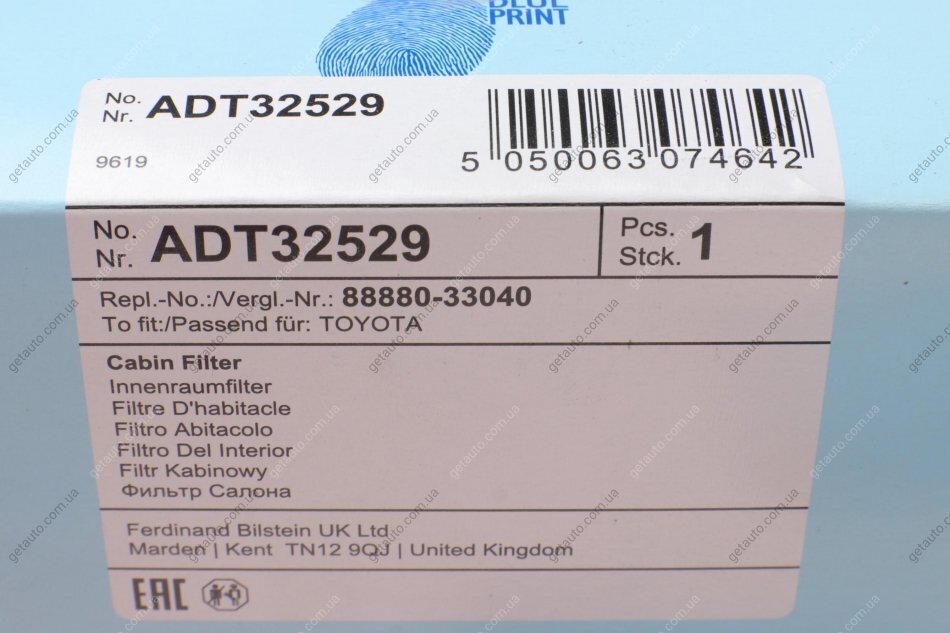 BLUE
PRINT
No.
Nr. ADT32529
9619
5 050063 074642
No.
Nr. ADT32529
Pcs.
Stck. 1
Repl.-No.:/Vergl.-Nr.: 88880-33040
To fit:/Passend für: TOYOTA
Cabin Filter
Innenraumfilter
Filtre D'habitacle
Filtro Abitacolo
Filtro Del Interior
Filtr Kabinowy
Фильтр Салона
Ferdinand Bilstein UK Ltd
Marden | Kent TN12 9QJ | United Kingdom
EAC
getauto.com.ua